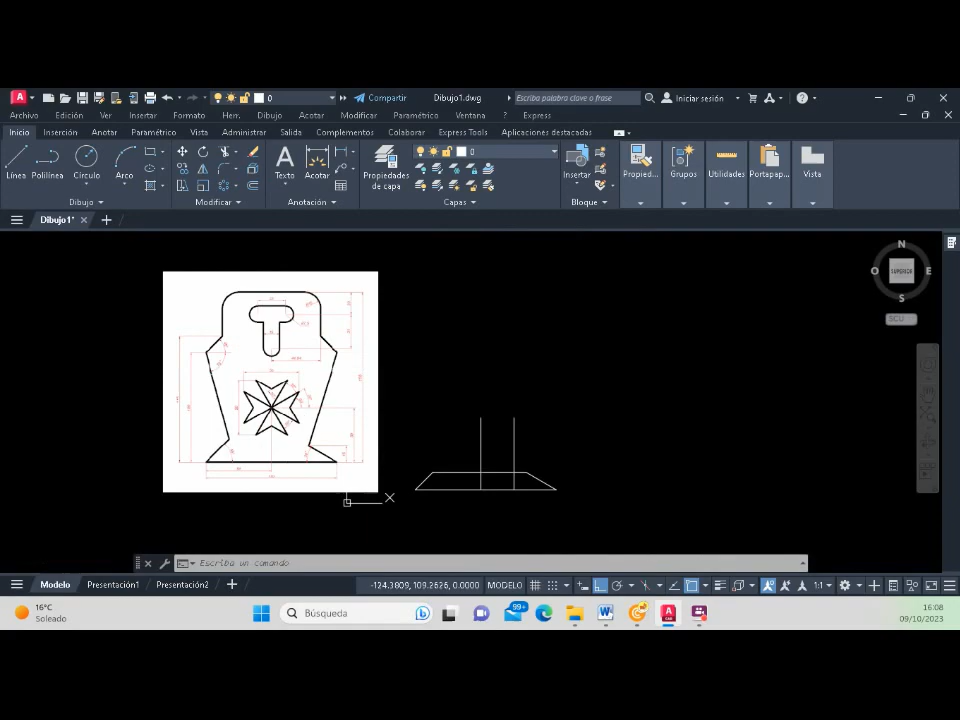 0
Compartir
Dibujo1.dwg
Escriba palabra clave o frase
Iniciar sesión
Archivo Edición Ver Insertar Formato Herr. Dibujo Acotar Modificar Paramétrico Ventana ? Express
Inicio Inserción Anotar Paramétrico Vista Administrar Salida Complementos Colaborar Express Tools Aplicaciones destacadas
0
Línea Polilínea Círculo Arco
Texto Acotar
Propiedades
de capa
Insertar
Propied...
Grupos
Utilidades
Portapap...
Vista
Dibujo
Modificar
Anotación
Capas
Bloque
Dibujo1*
N
O
SUPERIOR
E
S
SCU
Escriba un comando
Modelo Presentación1 Presentación2
-124.3809, 109.2626, 0.0000 MODELO
1:1
16°C
Soleado
Búsqueda
99+
16:08
09/10/2023